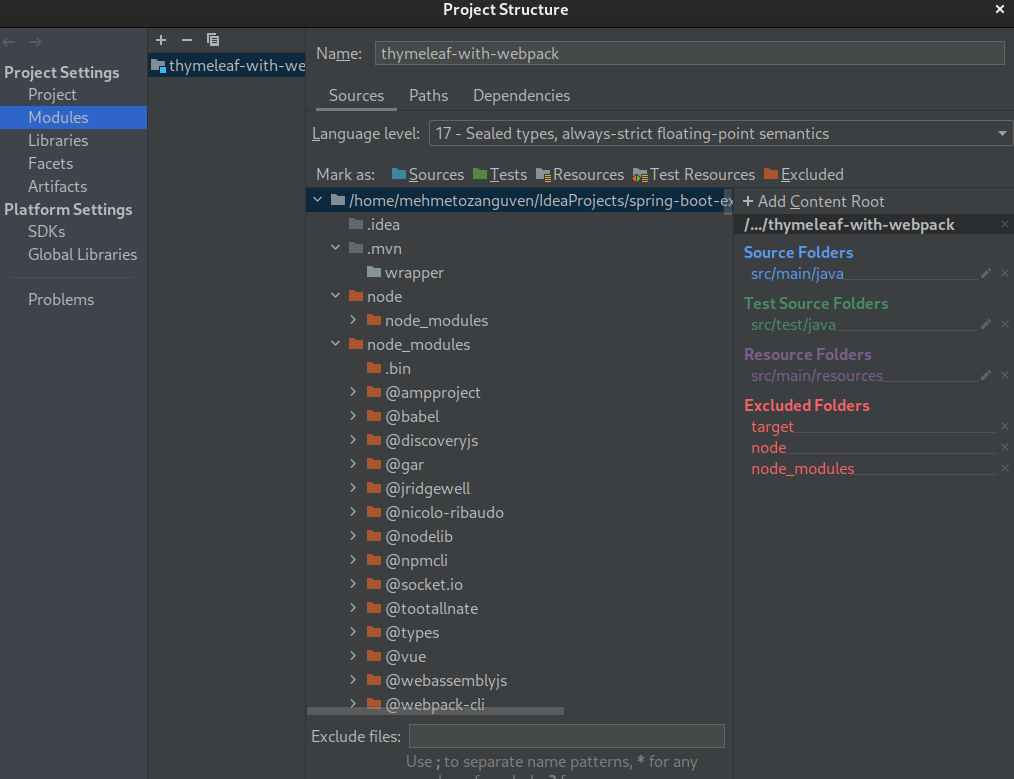 Project Structure
Project Settings
Project
Modules
Libraries
Facets
Artifacts
Platform Settings
SDKs
Global Libraries
Problems
thymeleaf-with-we
Name: thymeleaf-with-webpack
Sources Paths Dependencies
Language level: 17 - Sealed types, always-strict floating-point semantics
Mark as: Sources Tests Resources Test Resources Excluded
/home/mehmetozanguven/IdeaProjects/spring-boot-ex
.idea
.mvn
wrapper
node
node_modules
node_modules
.bin
@ampproject
@babel
@discoveryjs
@gar
@jridgewell
@nicolo-ribaudo
@nodelib
@npmcli
@socket.io
@tootallnate
@types
@vue
@webassemblyjs
@webpack-cli
Exclude files:
Use ; to separate name patterns, * for any
+ Add Content Root
/.../thymeleaf-with-webpack
Source Folders
src/main/java
Test Source Folders
src/test/java
Resource Folders
src/main/resources
Excluded Folders
target
node
node_modules